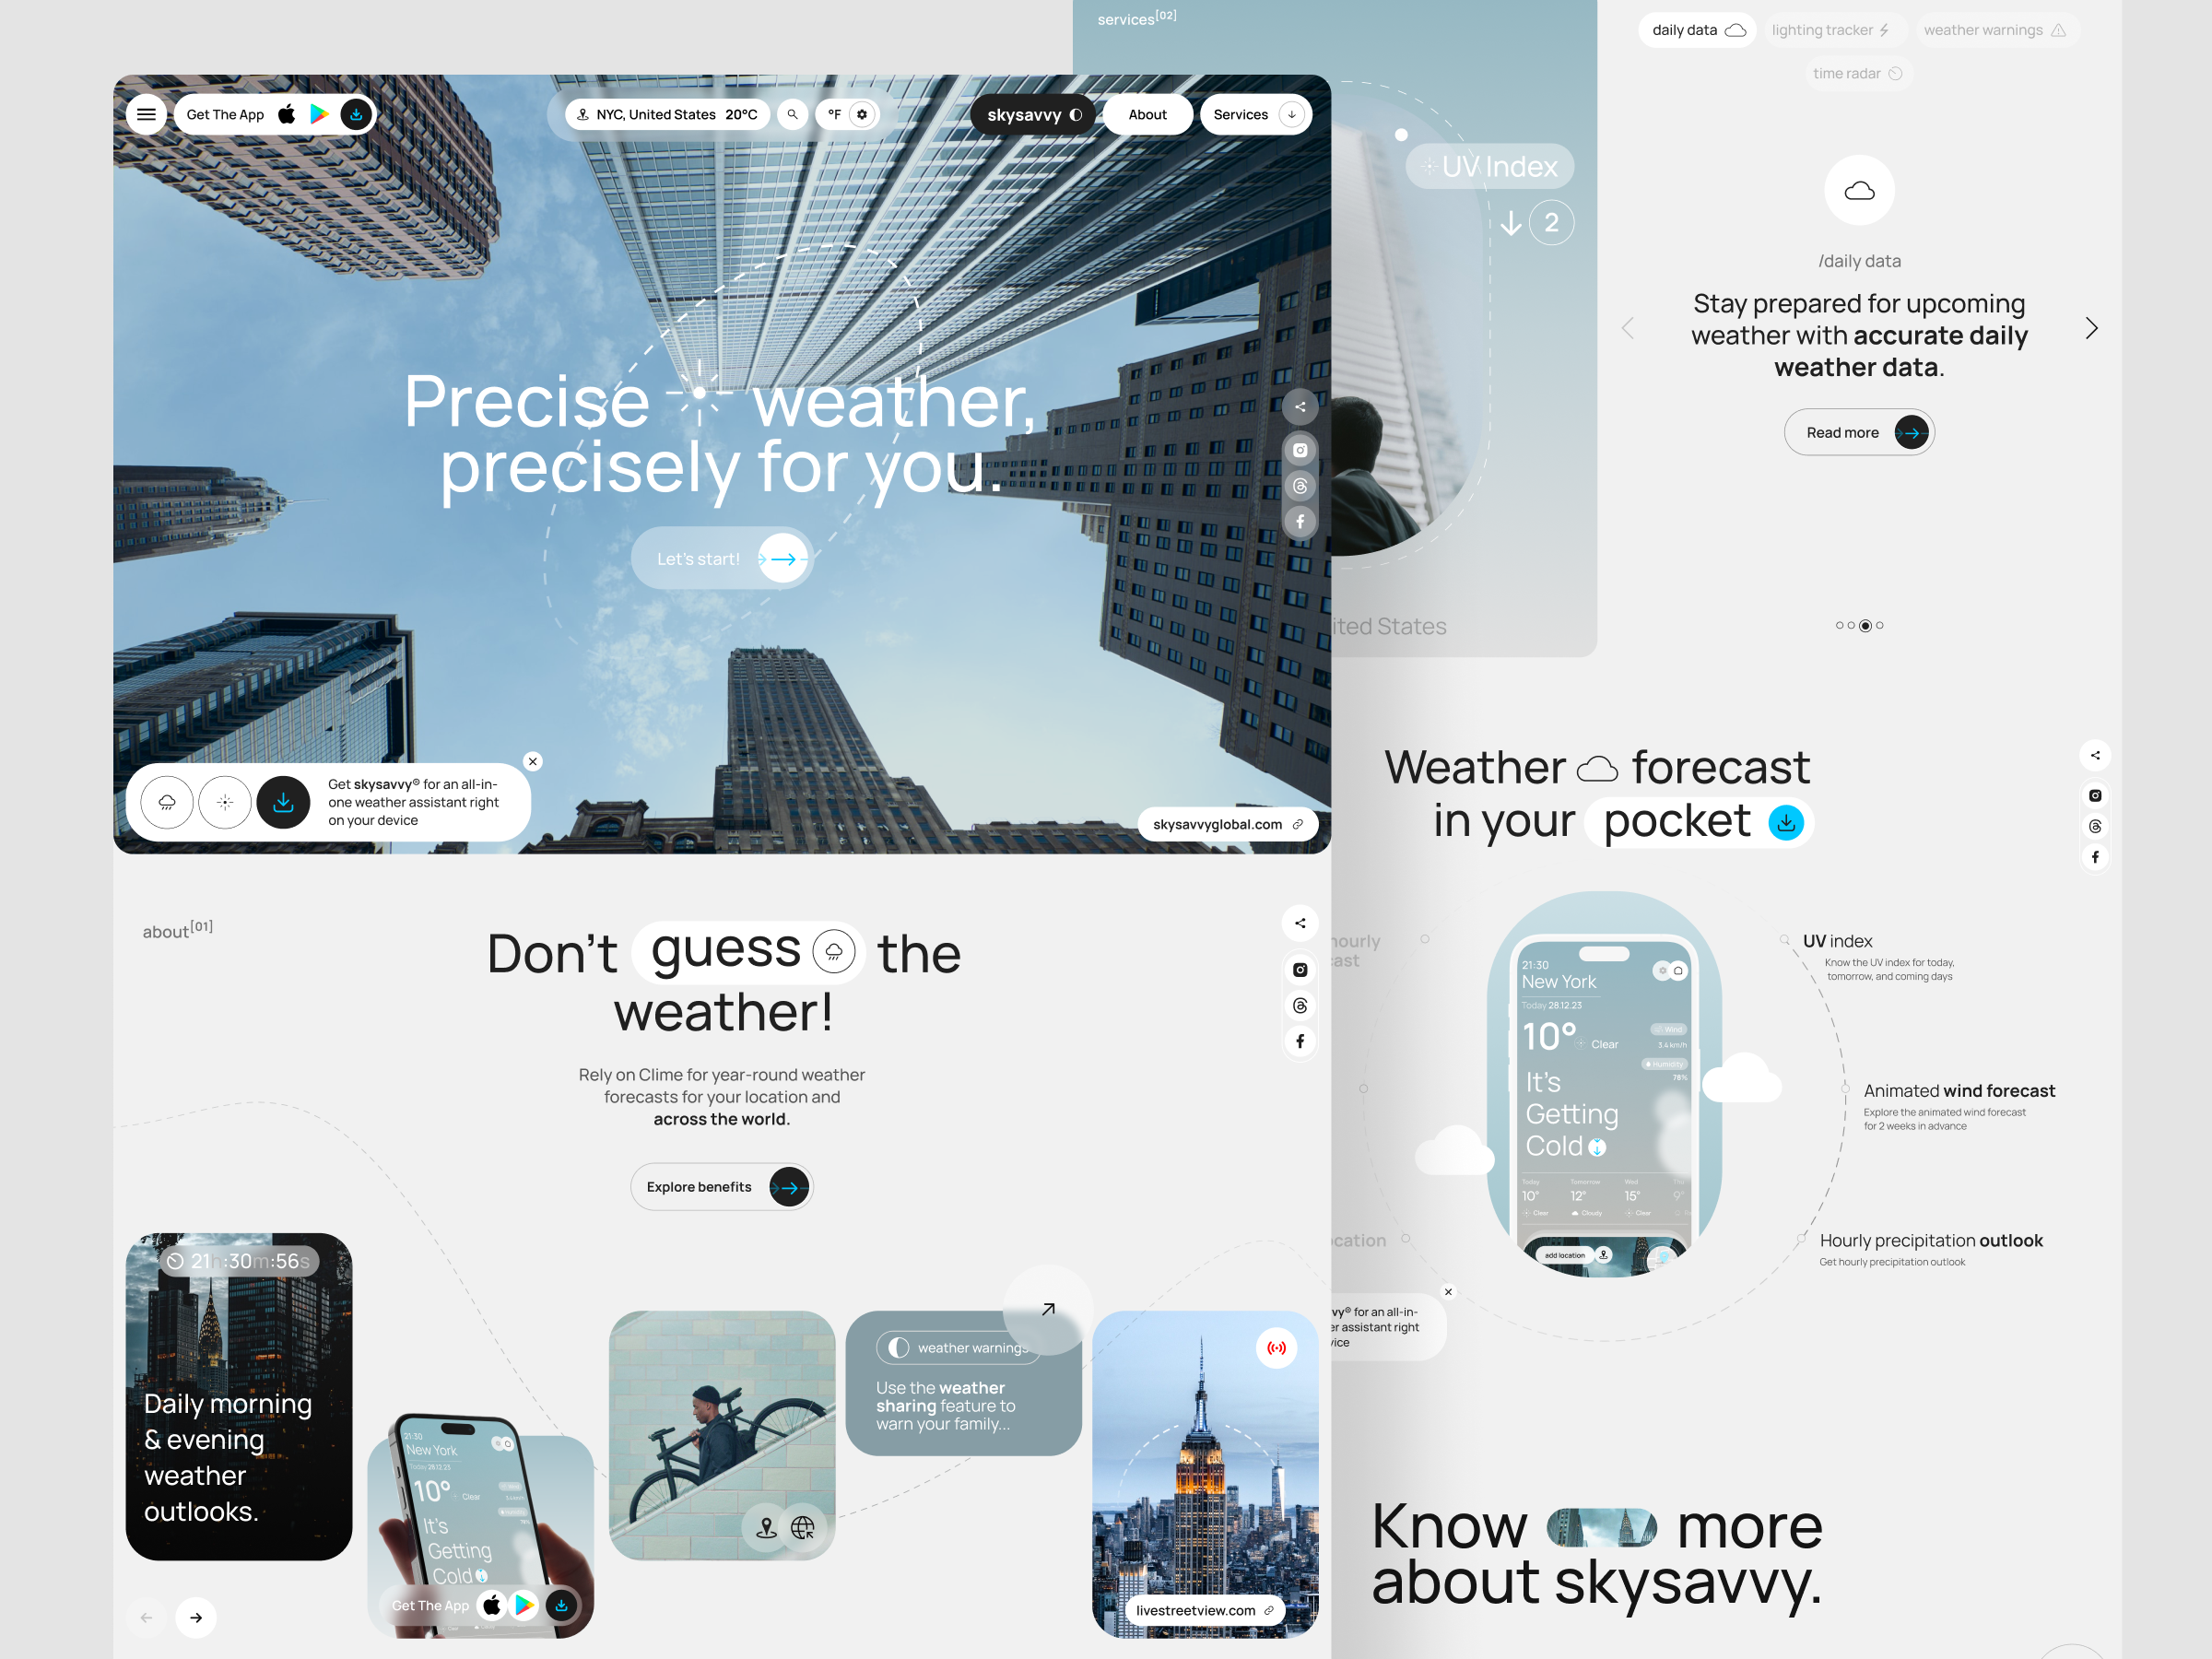 services[02]
daily data
lighting tracker
weather warnings
time radar
Get The App
NYC, United States 20°C
°F
skysavvy
About
Services
UV Index
2
/daily data
Stay prepared for upcoming
weather with accurate daily
weather data.
Read more
Precise weather,
precisely for you.
Let's start!
ited States
Get skysavvy® for an all-in-
one weather assistant right
on your device
skysavvyglobal.com
Weather forecast
in your pocket
about[01]
Don't guess the
weather!
Rely on Clime for year-round weather
forecasts for your location and
across the world.
Explore benefits
hourly
cast
UV index
Know the UV index for today,
tomorrow, and coming days
Animated wind forecast
Explore the animated wind forecast
for 2 weeks in advance
Hourly precipitation outlook
Get hourly precipitation outlook
ocation
21:30
New York
Today 28.12.23
10°
Clear
Wind
3.4 km/h
Humidity
78%
It's
Getting
Cold
Today Tomorrow Wed Thu
10° 12° 15° 9°
Clear Cloudy Clear
add location
vy® for an all-in-
er assistant right
vice
21h:30m:56s
Daily morning
& evening
weather
outlooks.
21:30
New York
Today 28.12.23
10°
Clear
It's
Getting
Cold
Get The App
weather warnings
Use the weather
sharing feature to
warn your family...
livestreetview.com
Know more
about skysavvy.